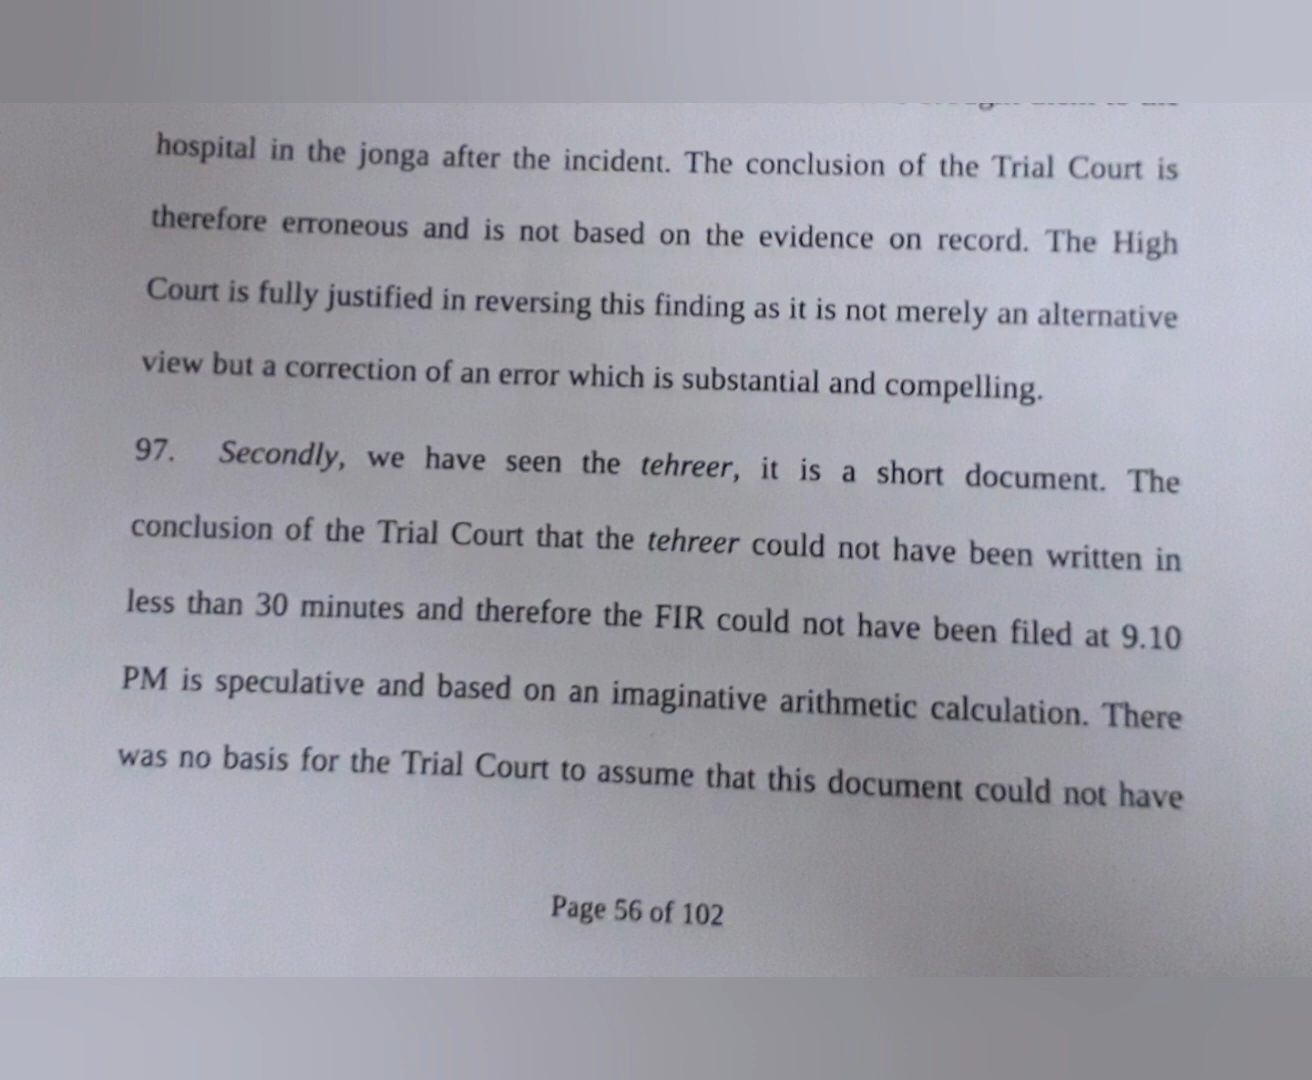 hospital in the jonga after the incident. The conclusion of the Trial Court is
therefore erroneous and is not based on the evidence on record. The High
Court is fully justified in reversing this finding as it is not merely an alternative
view but a correction of an error which is substantial and compelling.
97. Secondly, we have seen the tehreer, it is a short document. The
conclusion of the Trial Court that the tehreer could not have been written in
less than 30 minutes and therefore the FIR could not have been filed at 9.10
PM is speculative and based on an imaginative arithmetic calculation. There
was no basis for the Trial Court to assume that this document could not have
Page 56 of 102